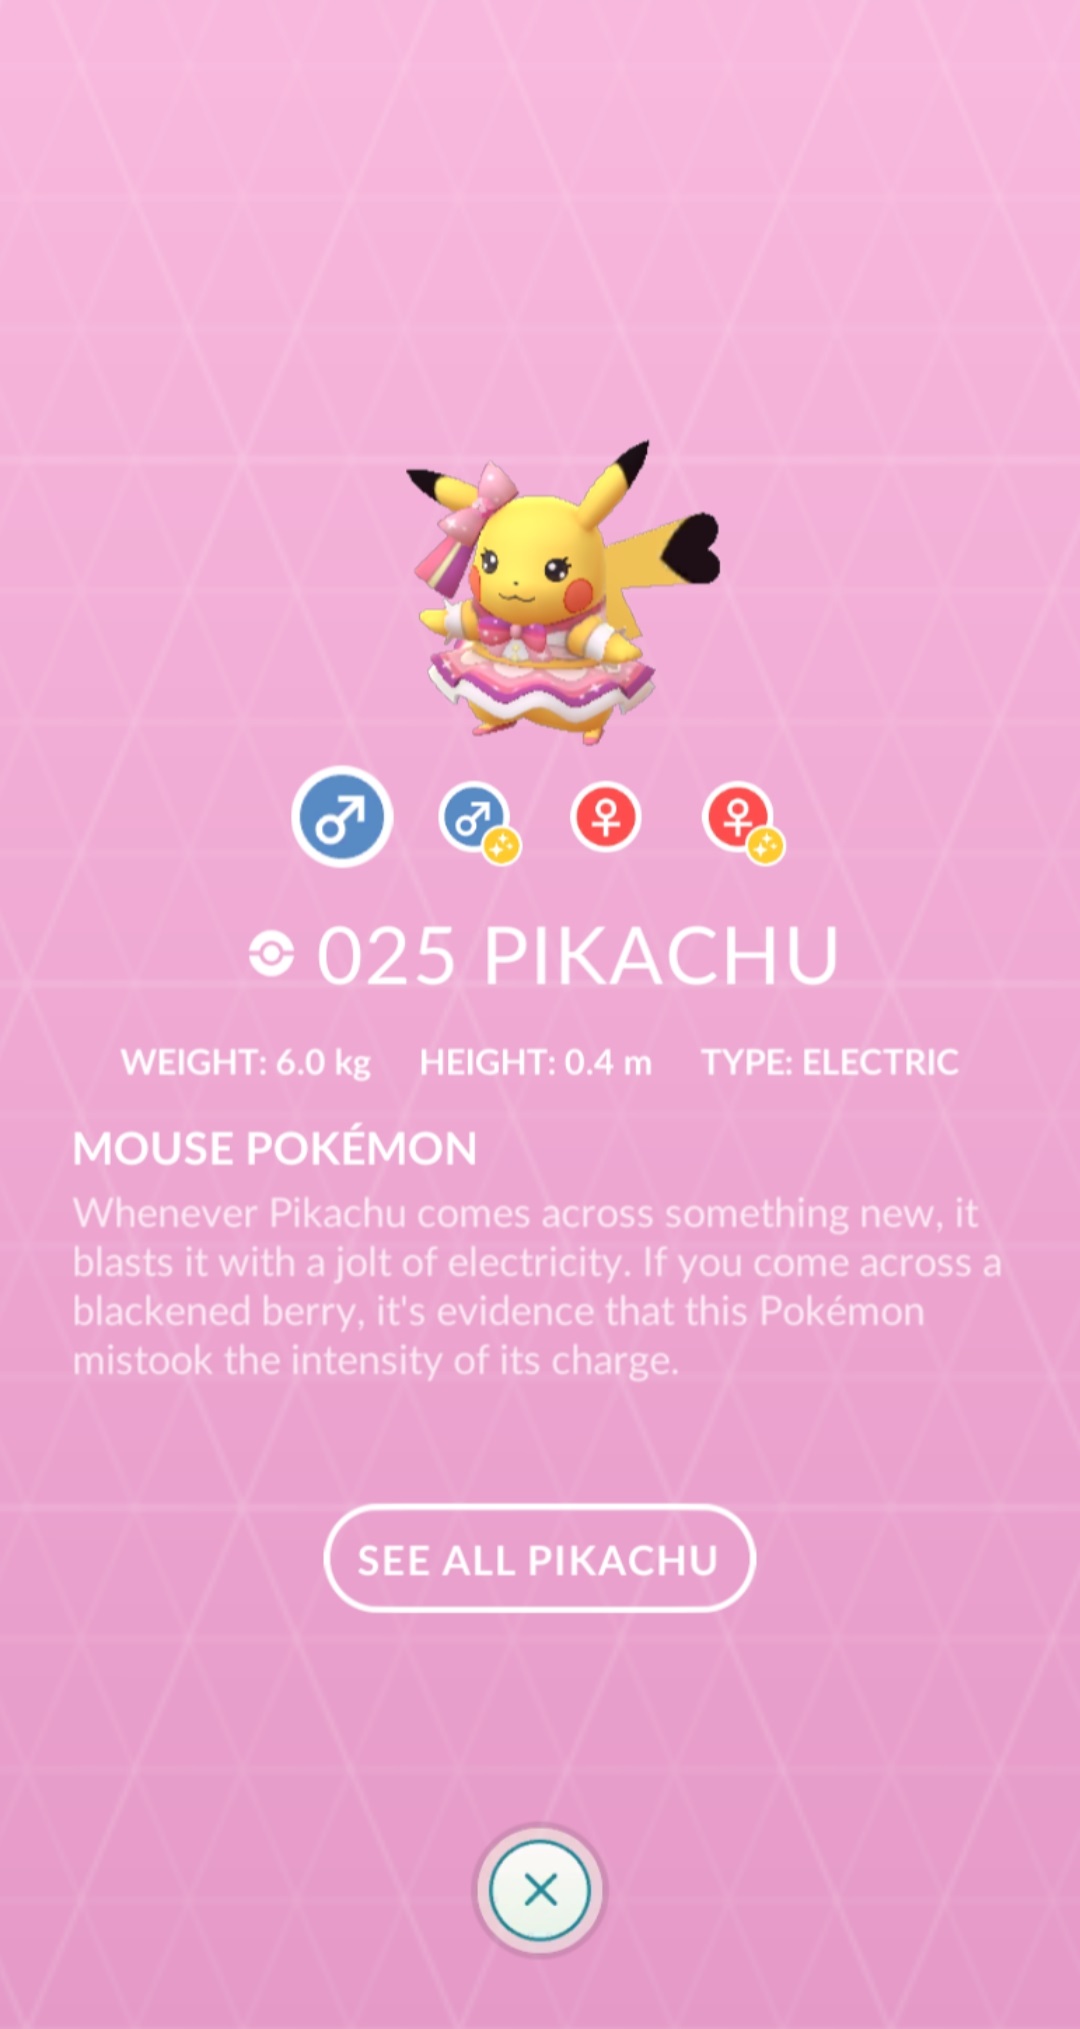 025 PIKACHU
WEIGHT: 6.0 kg HEIGHT: 0.4 m TYPE: ELECTRIC
MOUSE POKÉMON
Whenever Pikachu comes across something new, it
blasts it with a jolt of electricity. If you come across a
blackened berry, it's evidence that this Pokémon
mistook the intensity of its charge.
SEE ALL PIKACHU